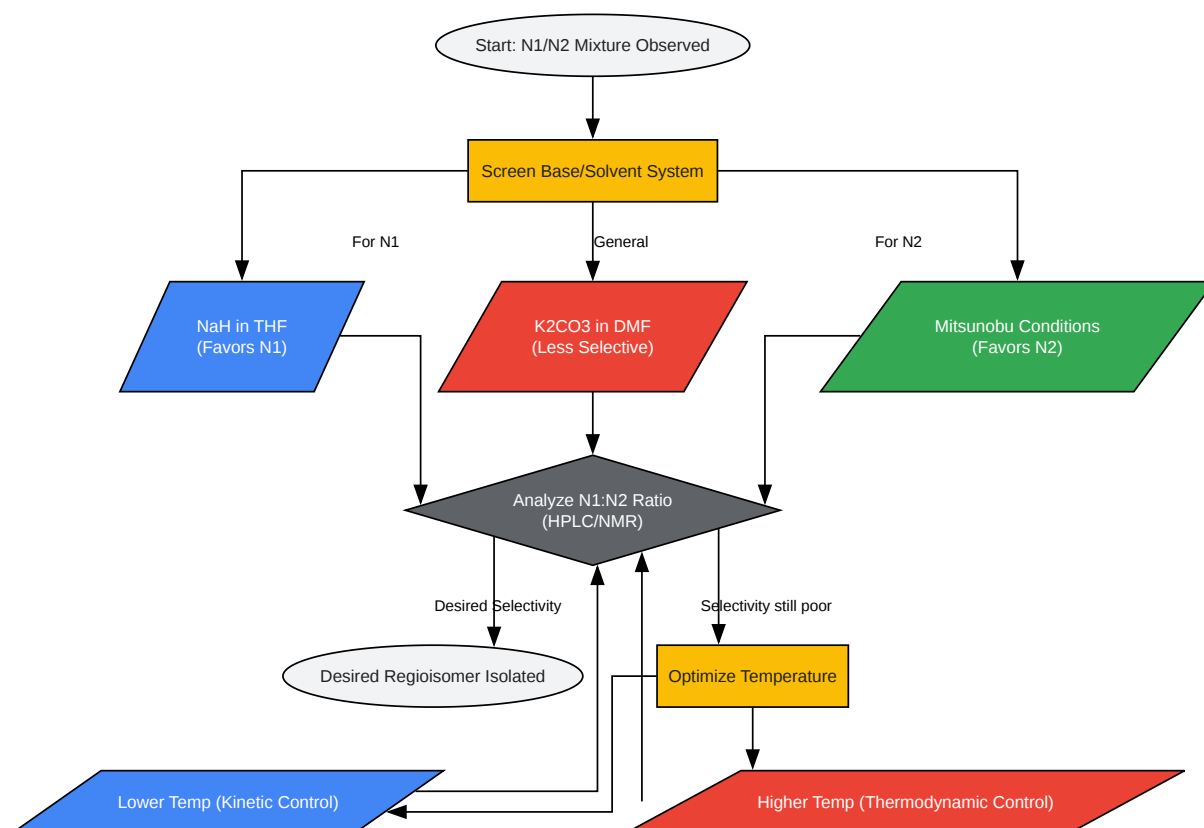 Start: N1/N2 Mixture Observed
Screen Base/Solvent System
For N1
General
For N2
NaH in THF
(Favors N1)
K2CO3 in DMF
(Less Selective)
Mitsunobu Conditions
(Favors N2)
Analyze N1:N2 Ratio
(HPLC/NMR)
Desired Selectivity
Selectivity still poor
Desired Regioisomer Isolated
Optimize Temperature
Lower Temp (Kinetic Control)
Higher Temp (Thermodynamic Control)